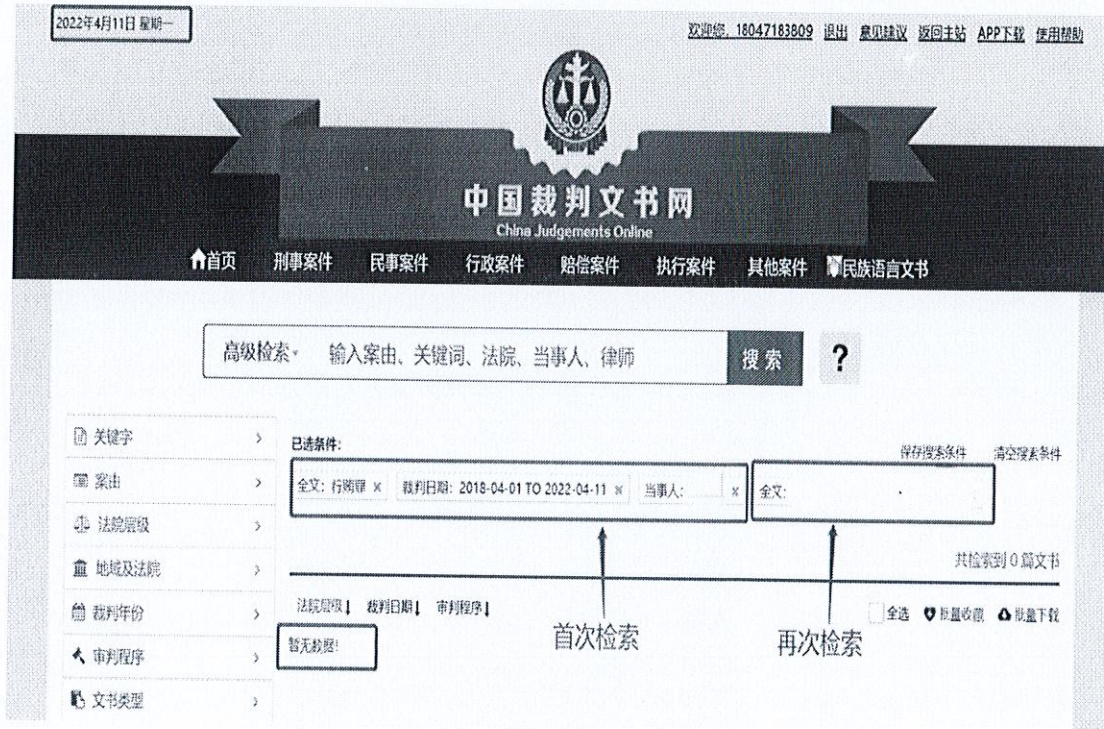 2022年4月11日 星期一
欢迎您，18047183809 退出 意见建议 返回主站 APP下载 使用帮助
中国裁判文书网
China Judgements Online
首页 刑事案件 民事案件 行政案件 赔偿案件 执行案件 其他案件 民族语言文书
高级检索 输入案由、关键词、法院、当事人、律师 搜索 ?
关键字
已选条件:
保存搜索条件 清空搜索条件
案由
全文: 行贿罪 × 裁判日期: 2018-04-01 TO 2022-04-11 × 当事人: × 全文:
法院层级
共检索到 0 篇文书
地域及法院
法院层级 裁判日期 审判程序
全选 批量收藏 批量下载
裁判年份
首次检索 再次检索
暂无数据!
审判程序
文书类型